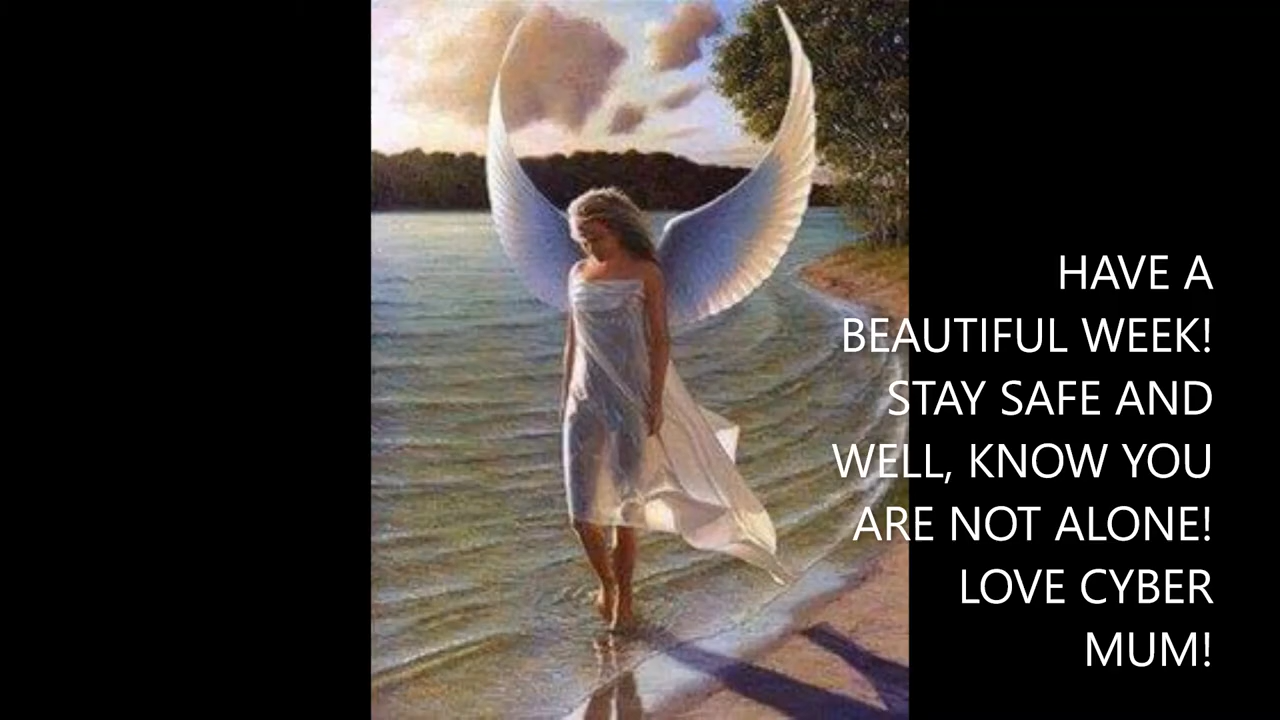 HAVE A
BEAUTIFUL WEEK!
STAY SAFE AND
WELL, KNOW YOU
ARE NOT ALONE!
LOVE CYBER
MUM!